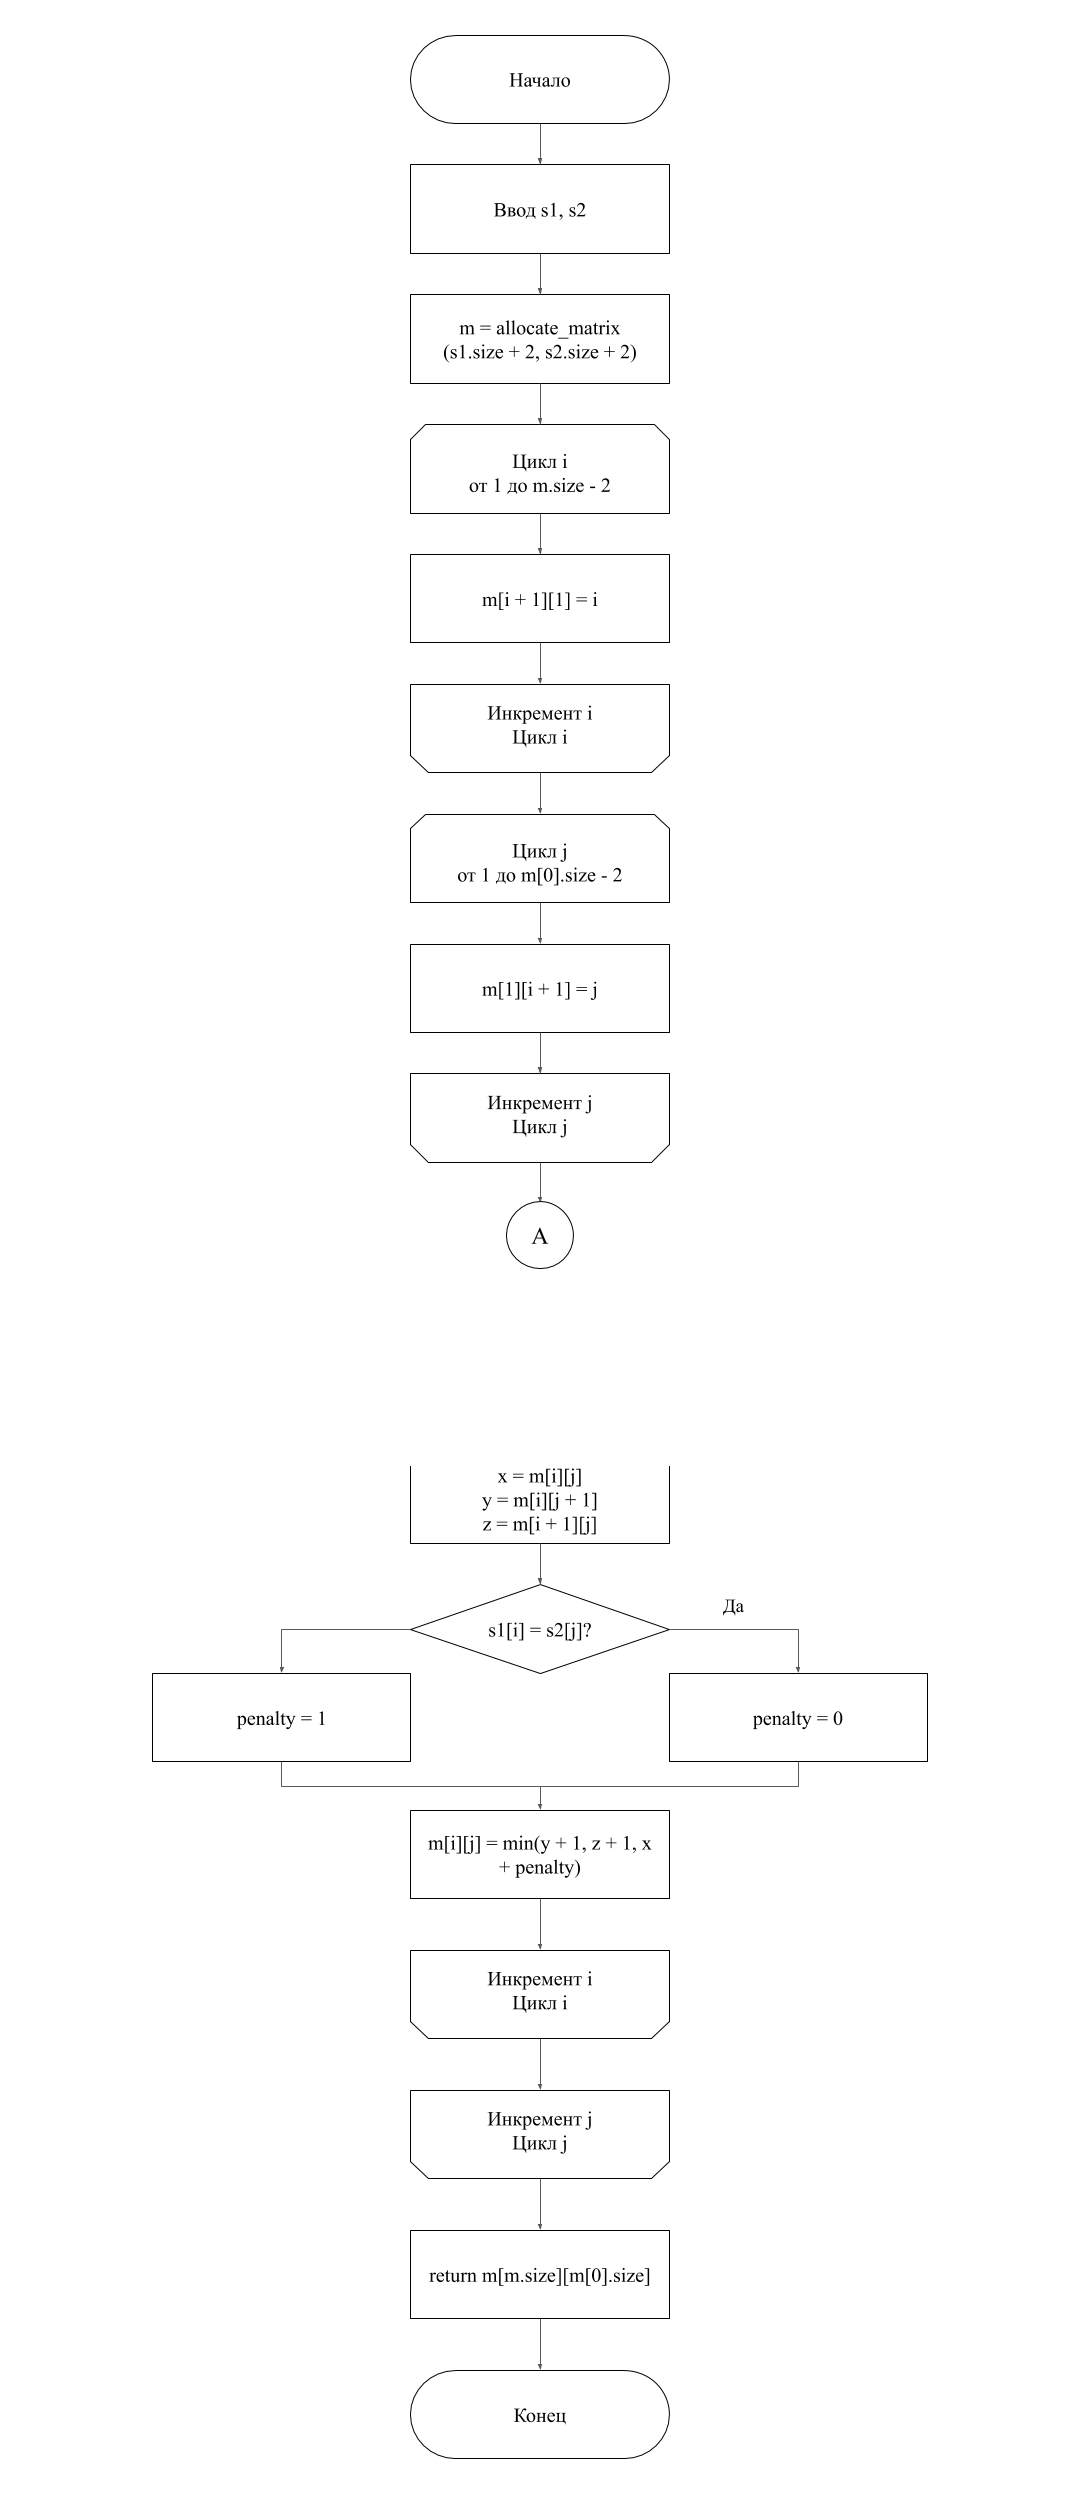 Начало
Ввод s1, s2
m = allocate_matrix
(s1.size + 2, s2.size + 2)
Цикл i
от 1 до m.size - 2
m[i + 1][1] = i
Инкремент i
Цикл i
Цикл j
от 1 до m[0].size - 2
m[1][i + 1] = j
Инкремент j
Цикл j
A
x = m[i][j]
y = m[i][j + 1]
z = m[i + 1][j]
Да
s1[i] = s2[j]?
penalty = 1
penalty = 0
m[i][j] = min(y + 1, z + 1, x
+ penalty)
Инкремент i
Цикл i
Инкремент j
Цикл j
return m[m.size][m[0].size]
Конец